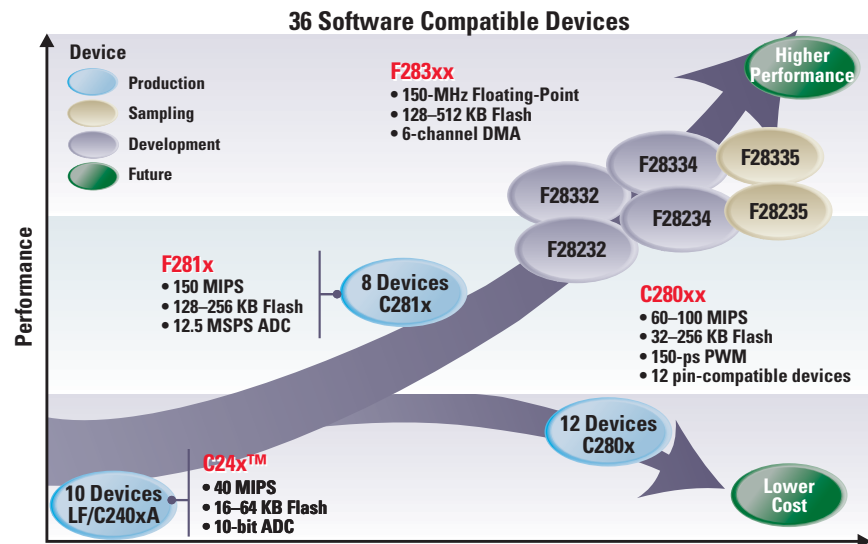 36 Software Compatible Devices
Device
Production
Sampling
Development
Future
F283xx
• 150-MHz Floating-Point
• 128–512 KB Flash
• 6-channel DMA
Higher
Performance
F28332
F28334
F28335
F28232
F28234
F28235
Performance
F281x
• 150 MIPS
• 128–256 KB Flash
• 12.5 MSPS ADC
8 Devices
C281x
C280xx
• 60–100 MIPS
• 32–256 KB Flash
• 150-ps PWM
• 12 pin-compatible devices
12 Devices
C280x
10 Devices
LF/C240xA
C24x™
• 40 MIPS
• 16–64 KB Flash
• 10-bit ADC
Lower
Cost